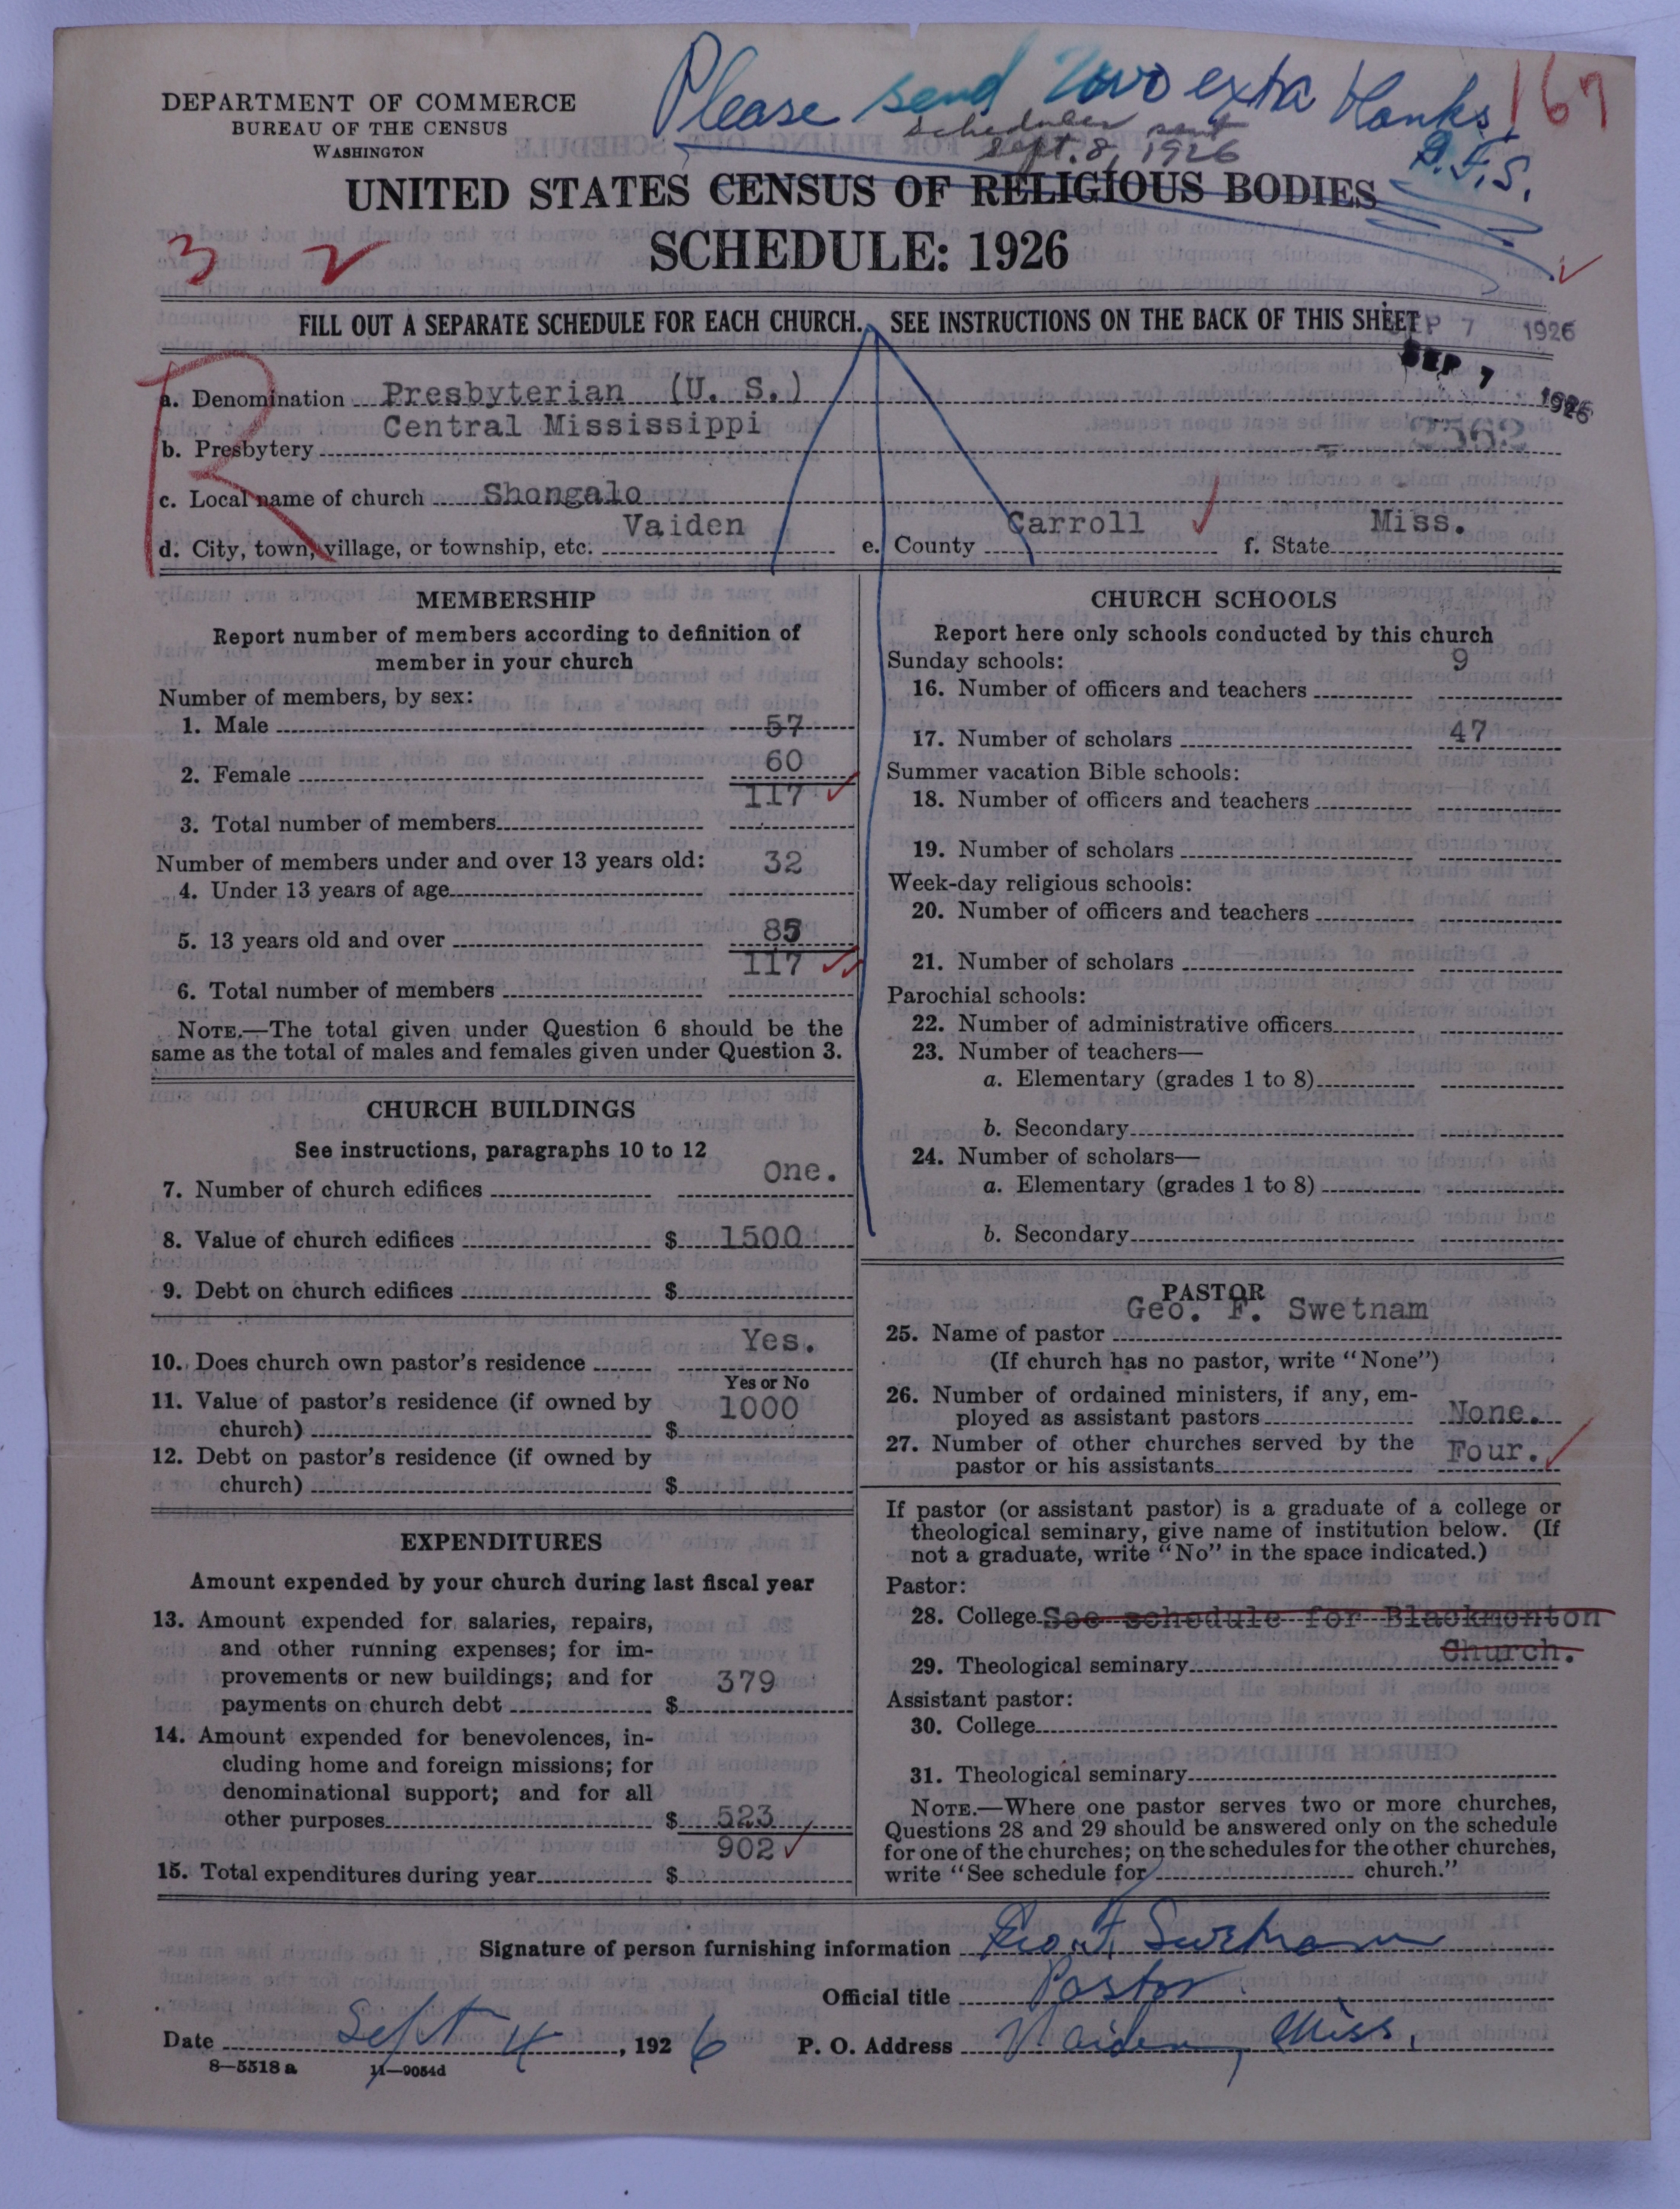 Please send two extra blanks
167
G.F.S.
Schedules sent
Sept. 8, 1926
DEPARTMENT OF COMMERCE
BUREAU OF THE CENSUS
WASHINGTON
UNITED STATES CENSUS OF RELIGIOUS BODIES
SCHEDULE: 1926
3 2
FILL OUT A SEPARATE SCHEDULE FOR EACH CHURCH. SEE INSTRUCTIONS ON THE BACK OF THIS SHEET
SEP 7 1926
SEP 7 1926
R
a. Denomination Presbyterian (U. S.)
b. Presbytery Central Mississippi
c. Local name of church Shongalo
d. City, town, village, or township, etc. Vaiden e. County Carroll f. State Miss.
MEMBERSHIP
Report number of members according to definition of
member in your church
Number of members, by sex:
1. Male 57
2. Female 60
3. Total number of members 117
Number of members under and over 13 years old:
4. Under 13 years of age 32
5. 13 years old and over 85
6. Total number of members 117
NOTE.—The total given under Question 6 should be the
same as the total of males and females given under Question 3.
CHURCH BUILDINGS
See instructions, paragraphs 10 to 12
7. Number of church edifices One.
8. Value of church edifices $ 1500
9. Debt on church edifices $
10. Does church own pastor's residence Yes.
Yes or No
11. Value of pastor's residence (if owned by
church) $ 1000
12. Debt on pastor's residence (if owned by
church) $
EXPENDITURES
Amount expended by your church during last fiscal year
13. Amount expended for salaries, repairs,
and other running expenses; for im-
provements or new buildings; and for
payments on church debt $ 379
14. Amount expended for benevolences, in-
cluding home and foreign missions; for
denominational support; and for all
other purposes $ 523
15. Total expenditures during year $ 902
CHURCH SCHOOLS
Report here only schools conducted by this church
Sunday schools:
16. Number of officers and teachers 9
17. Number of scholars 47
Summer vacation Bible schools:
18. Number of officers and teachers
19. Number of scholars
Week-day religious schools:
20. Number of officers and teachers
21. Number of scholars
Parochial schools:
22. Number of administrative officers
23. Number of teachers—
a. Elementary (grades 1 to 8)
b. Secondary
24. Number of scholars—
a. Elementary (grades 1 to 8)
b. Secondary
PASTOR
25. Name of pastor Geo. F. Swetnam
(If church has no pastor, write "None")
26. Number of ordained ministers, if any, em-
ployed as assistant pastors None.
27. Number of other churches served by the
pastor or his assistants Four.
If pastor (or assistant pastor) is a graduate of a college or
theological seminary, give name of institution below. (If
not a graduate, write "No" in the space indicated.)
Pastor:
28. College See schedule for Blackmonton
Church.
29. Theological seminary
Assistant pastor:
30. College
31. Theological seminary
NOTE.—Where one pastor serves two or more churches,
Questions 28 and 29 should be answered only on the schedule
for one of the churches; on the schedules for the other churches,
write "See schedule for church."
Signature of person furnishing information Geo. F. Swetnam
Official title Pastor
Date Sept 4, 1926 P. O. Address Vaiden, Miss.
8—5518 a 11—9054d